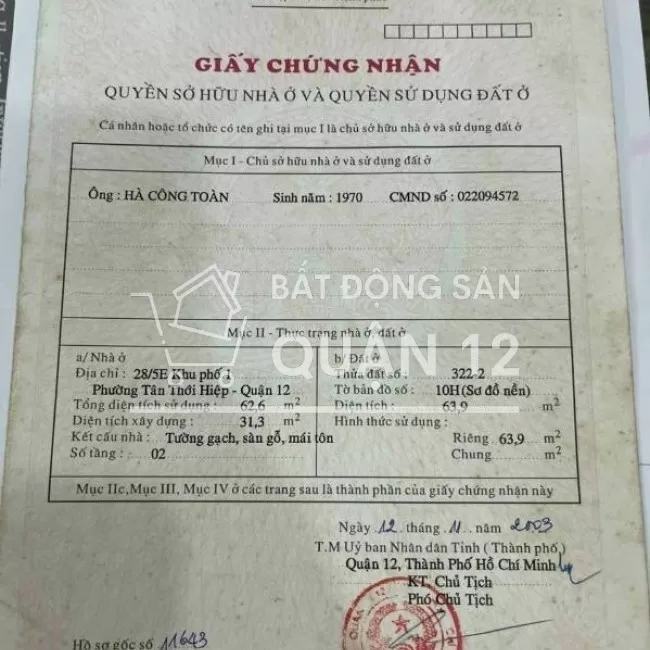 GIẤY CHỨNG NHẬN
QUYỀN SỞ HỮU NHÀ Ở VÀ QUYỀN SỬ DỤNG ĐẤT Ở
Cá nhân hoặc tổ chức có tên ghi tại mục I là chủ sở hữu nhà ở và sử dụng đất ở
Mục I - Chủ sở hữu nhà ở và sử dụng đất ở
Ông : HÀ CÔNG TOÀN Sinh năm : 1970 CMND số : 022094572
BẤT ĐỘNG SẢN
QUẬN 12
Mục II - Thực trạng nhà ở, đất ở
a/ Nhà ở
Địa chỉ : 28/5E Khu phố 1
Phường Tân Thới Hiệp - Quận 12
Tổng diện tích sử dụng : 62,6 m2
Diện tích xây dựng : 31,3 m2
Kết cấu nhà : Tường gạch, sàn gỗ, mái tôn
Số tầng : 02
b/ Đất ở
Thửa đất số : 322-2
Tờ bản đồ số : 10H(Sơ đồ nền)
Diện tích : 63,9 m2
Hình thức sử dụng :
Riêng : 63,9 m2
Chung : m2
Mục IIc, Mục III, Mục IV ở các trang sau là thành phần của giấy chứng nhận này
Ngày 12 tháng 11 năm 2003
T.M Uỷ ban Nhân dân Tỉnh ( Thành phố )
Quận 12, Thành Phố Hồ Chí Minh
KT, Chủ Tịch
Phó Chủ Tịch
Hồ sơ gốc số 11643